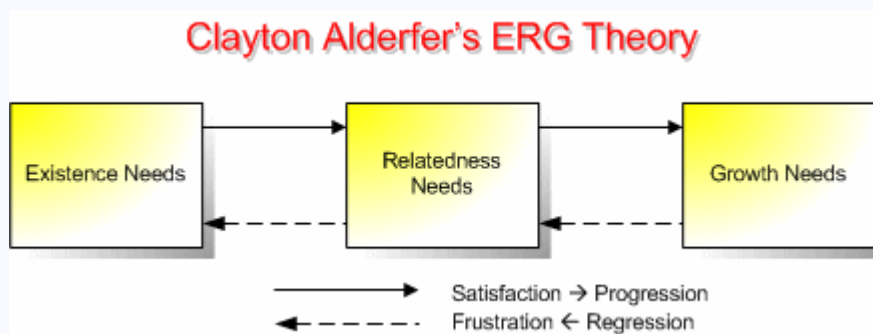 Clayton Alderfer's ERG Theory
Existence Needs
Relatedness
Needs
Growth Needs
Satisfaction → Progression
Frustration ← Regression